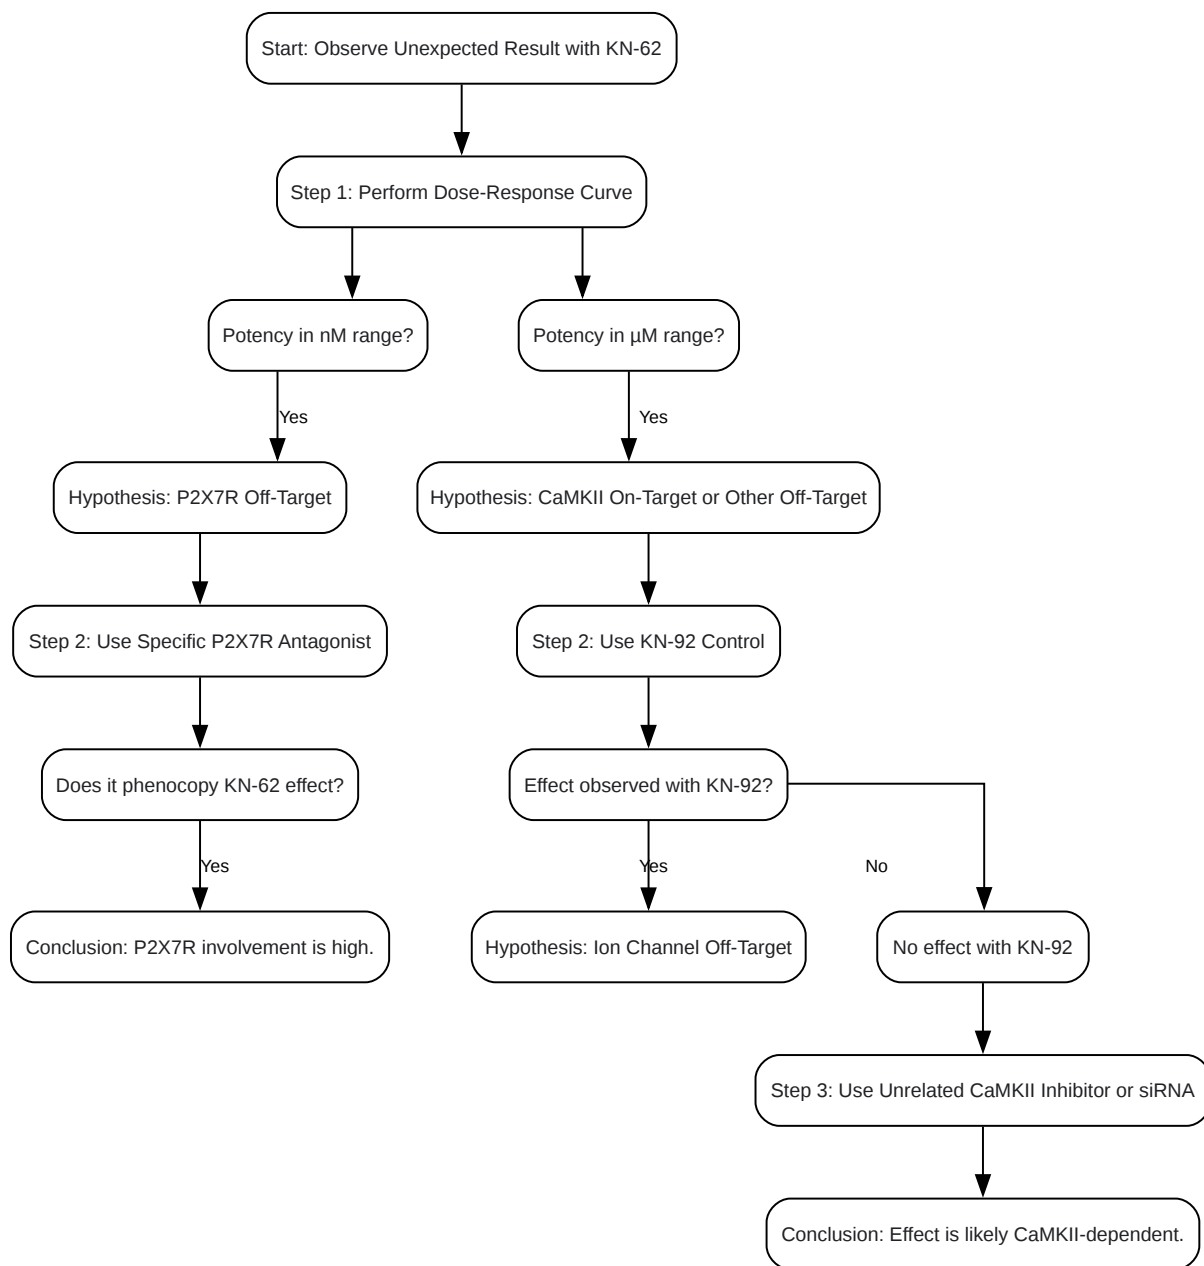 Start: Observe Unexpected Result with KN-62
Step 1: Perform Dose-Response Curve
Potency in nM range?
Potency in µM range?
Yes
Yes
Hypothesis: P2X7R Off-Target
Hypothesis: CaMKII On-Target or Other Off-Target
Step 2: Use Specific P2X7R Antagonist
Step 2: Use KN-92 Control
Does it phenocopy KN-62 effect?
Effect observed with KN-92?
Yes
Yes
No
Conclusion: P2X7R involvement is high.
Hypothesis: Ion Channel Off-Target
No effect with KN-92
Step 3: Use Unrelated CaMKII Inhibitor or siRNA
Conclusion: Effect is likely CaMKII-dependent.